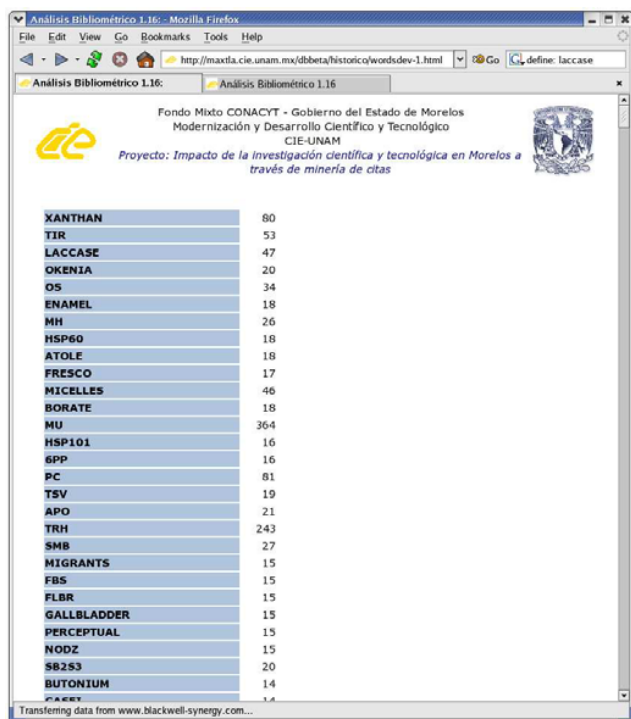 Análisis Bibliométrico 1.16: - Mozilla Firefox
File Edit View Go Bookmarks Tools Help
http://maxtla.cie.unam.mx/dbbeta/historico/wordsdev-1.html Go define: laccase
Análisis Bibliométrico 1.16: Análisis Bibliométrico 1.16
Fondo Mixto CONACYT - Gobierno del Estado de Morelos
Modernización y Desarrollo Científico y Tecnológico
cie CIE-UNAM
Proyecto: Impacto de la investigación científica y tecnológica en Morelos a
través de minería de citas
XANTHAN 80
TIR 53
LACCASE 47
OKENIA 20
OS 34
ENAMEL 18
MH 26
HSP60 18
ATOLE 18
FRESCO 17
MICELLES 46
BORATE 18
MU 364
HSP101 16
6PP 16
PC 81
TSV 19
APO 21
TRH 243
SMB 27
MIGRANTS 15
FBS 15
FLBR 15
GALLBLADDER 15
PERCEPTUAL 15
NODZ 15
SB2S3 20
BUTONIUM 14
Transferring data from www.blackwell-synergy.com...